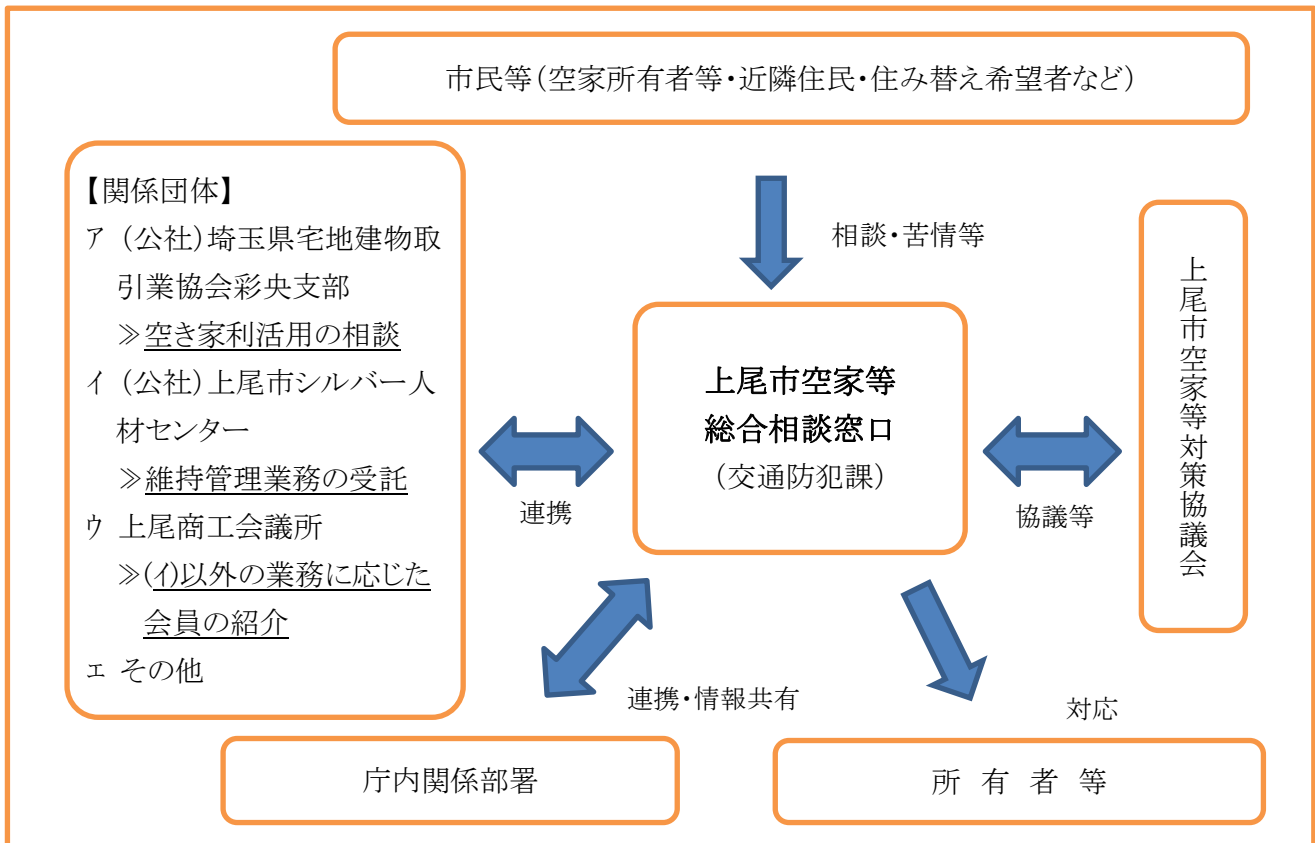 市民等(空家所有者等・近隣住民・住み替え希望者など)
【関係団体】
ア (公社)埼玉県宅地建物取
引業協会彩央支部
≫空き家利活用の相談
イ (公社)上尾市シルバー人
材センター
≫維持管理業務の受託
ウ 上尾商工会議所
≫(イ)以外の業務に応じた
会員の紹介
エ その他
相談・苦情等
上尾市空家等
総合相談窓口
(交通防犯課)
連携
協議等
上尾市空家等対策協議会
連携・情報共有
対応
庁内関係部署
所 有 者 等